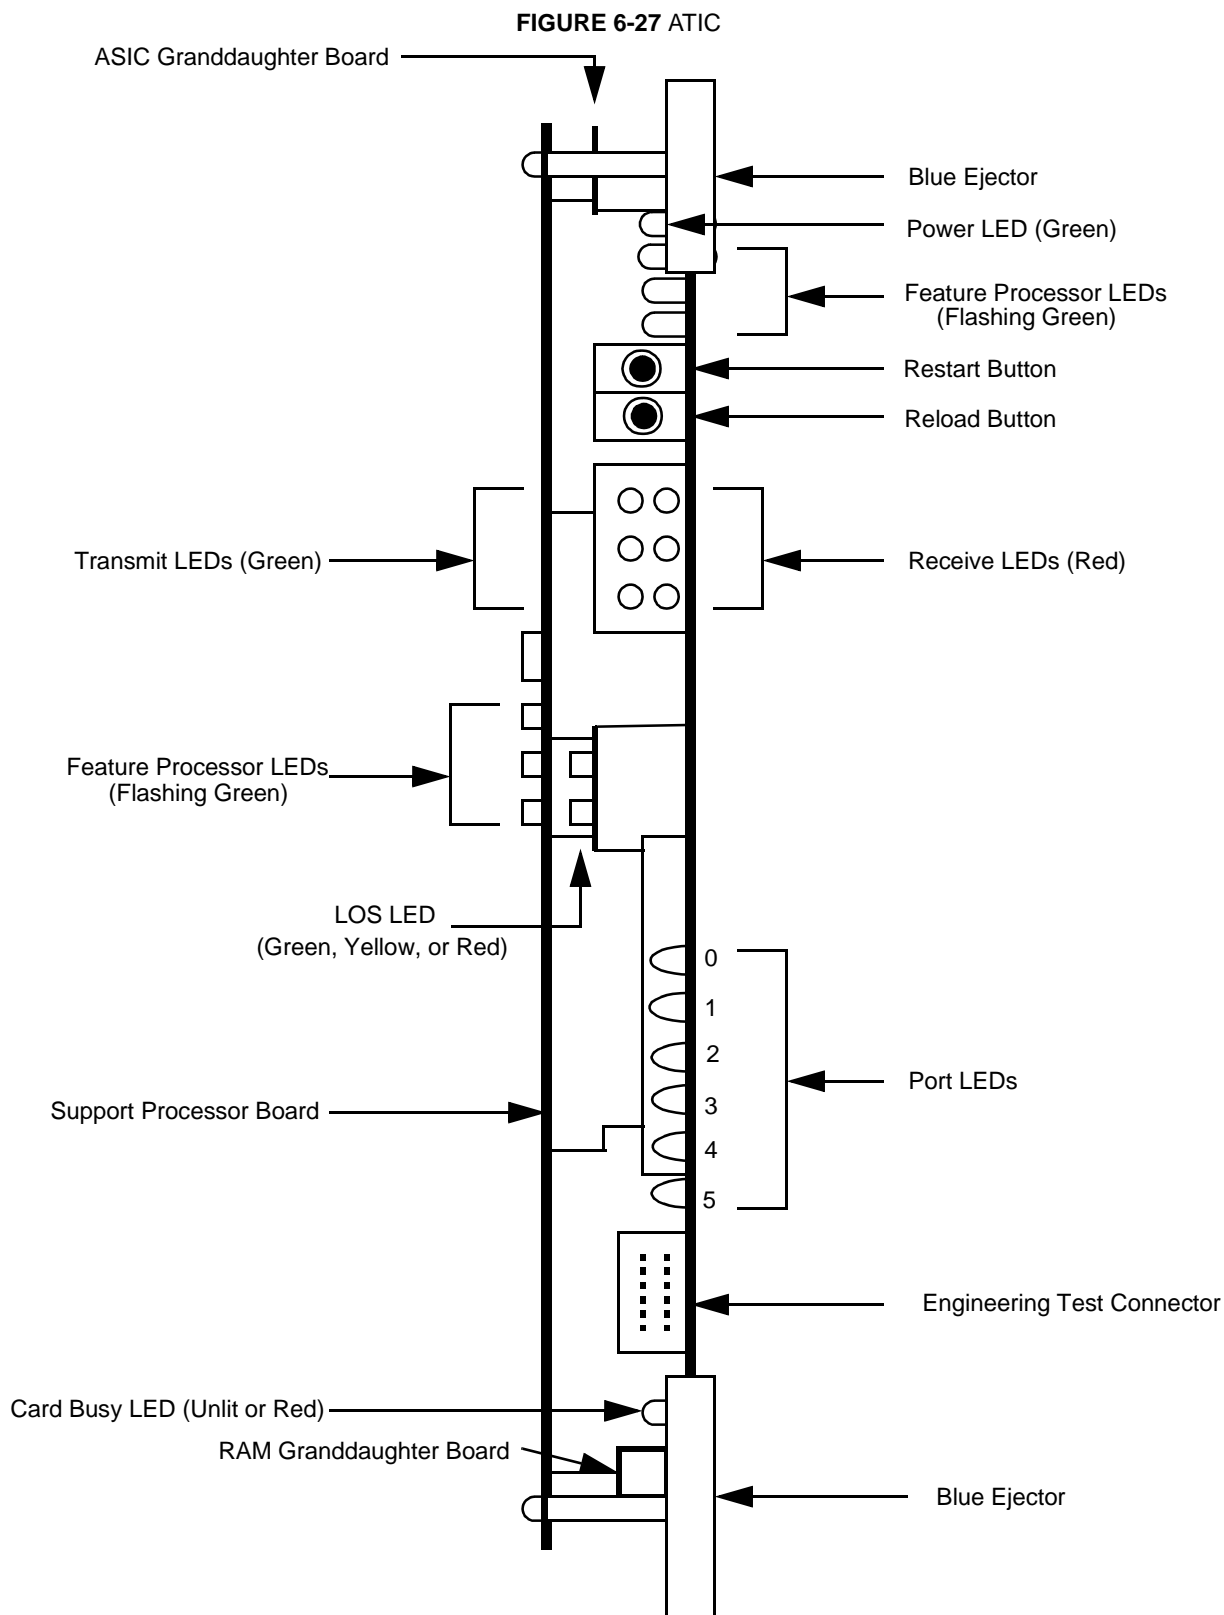 FIGURE 6-27 ATIC
ASIC Granddaughter Board
Blue Ejector
Power LED (Green)
Feature Processor LEDs
(Flashing Green)
Restart Button
Reload Button
Transmit LEDs (Green)
Receive LEDs (Red)
Feature Processor LEDs
(Flashing Green)
LOS LED
(Green, Yellow, or Red)
0
1
2
3
4
5
Port LEDs
Support Processor Board
Engineering Test Connector
Card Busy LED (Unlit or Red)
RAM Granddaughter Board
Blue Ejector